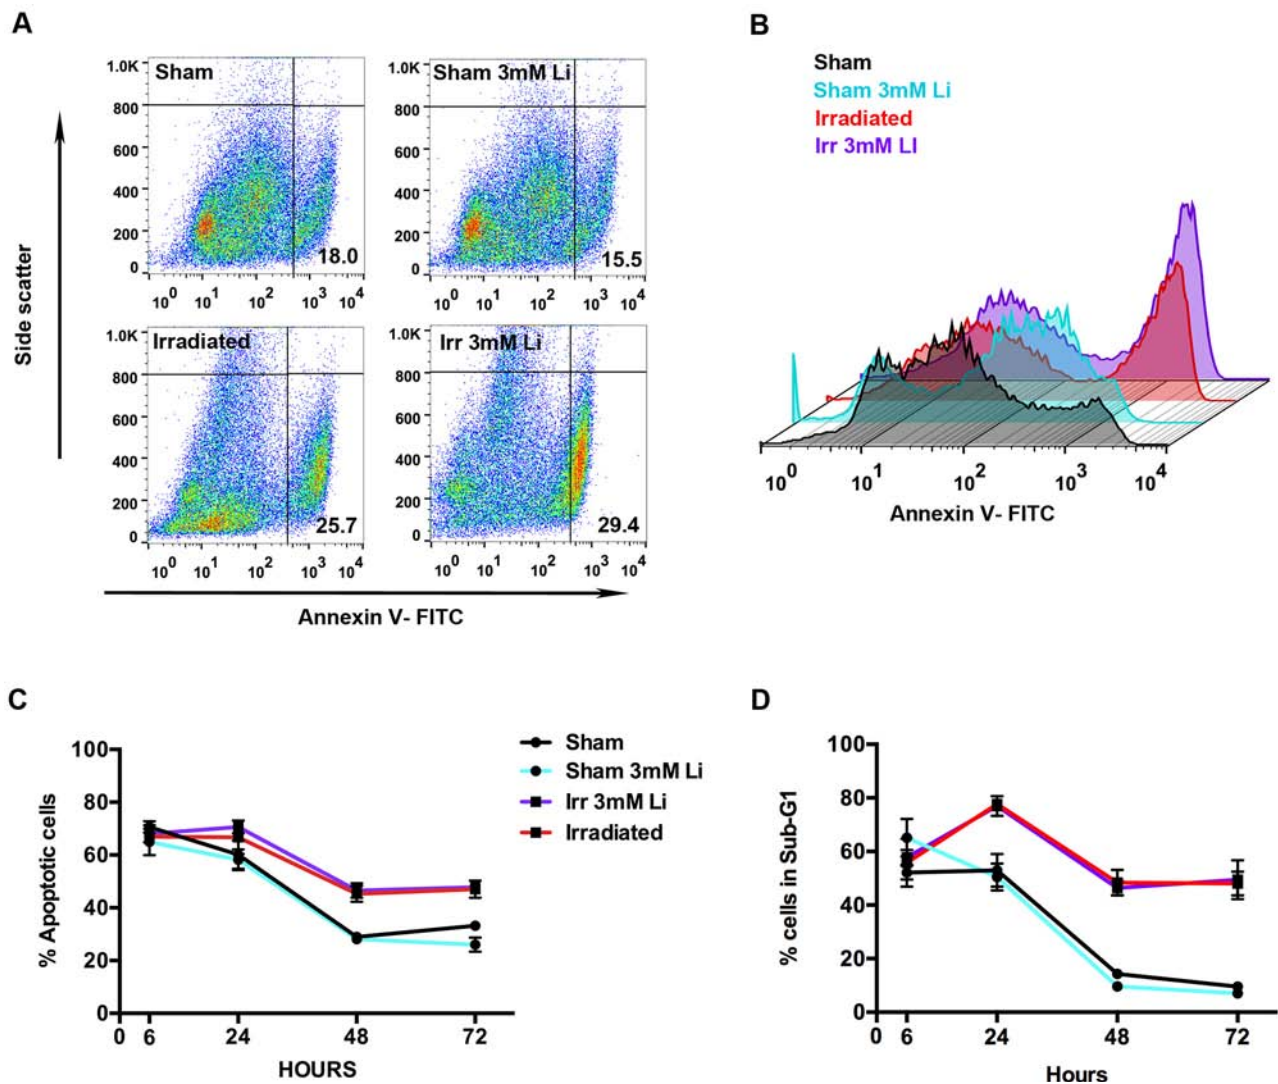 A
B
Side scatter
1.0K
800
600
400
200
0
Sham
18.0
10^0 10^1 10^2 10^3 10^4
1.0K
800
600
400
200
0
Sham 3mM Li
15.5
10^0 10^1 10^2 10^3 10^4
1.0K
800
600
400
200
0
Irradiated
25.7
10^0 10^1 10^2 10^3 10^4
1.0K
800
600
400
200
0
Irr 3mM Li
29.4
10^0 10^1 10^2 10^3 10^4
Annexin V- FITC
Sham
Sham 3mM Li
Irradiated
Irr 3mM LI
10^0 10^1 10^2 10^3 10^4
Annexin V- FITC
C
% Apoptotic cells
100
80
60
40
20
0
0 6 24 48 72
HOURS
Sham
Sham 3mM Li
Irr 3mM Li
Irradiated
D
% cells in Sub-G1
100
80
60
40
20
0
0 6 24 48 72
Hours